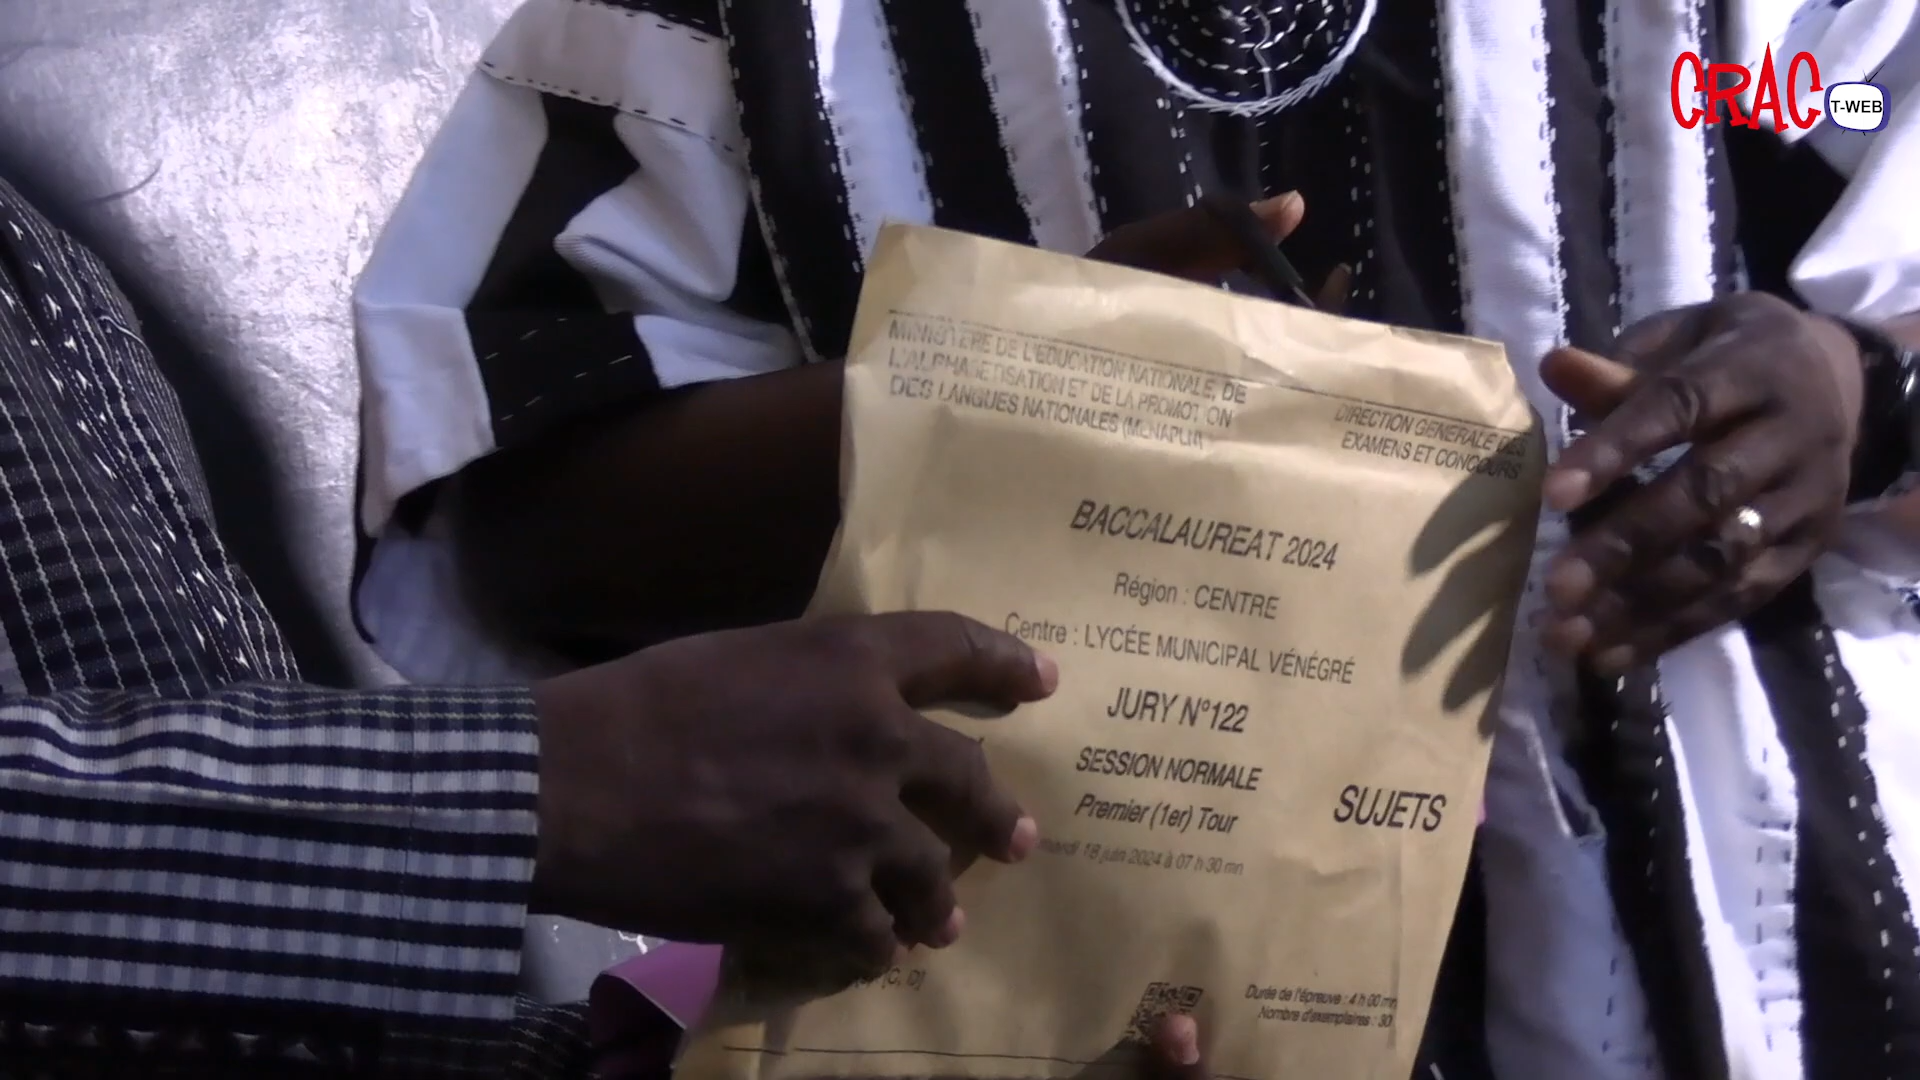 CRAC
T-WEB
MINISTERE DE L'EDUCATION NATIONALE, DE
L'ALPHABETISATION ET DE LA PROMOTION
DES LANGUES NATIONALES (MENAPLN)
DIRECTION GENERALE DES
EXAMENS ET CONCOURS
BACCALAUREAT 2024
Région : CENTRE
Centre : LYCÉE MUNICIPAL VÉNÉGRÉ
JURY N°122
SESSION NORMALE
Premier (1er) Tour
SUJETS
mardi 18 juin 2024 à 07 h 30 mn
[C, D]
Durée de l'épreuve : 4 h 00 mn
Nombre d'exemplaires : 30